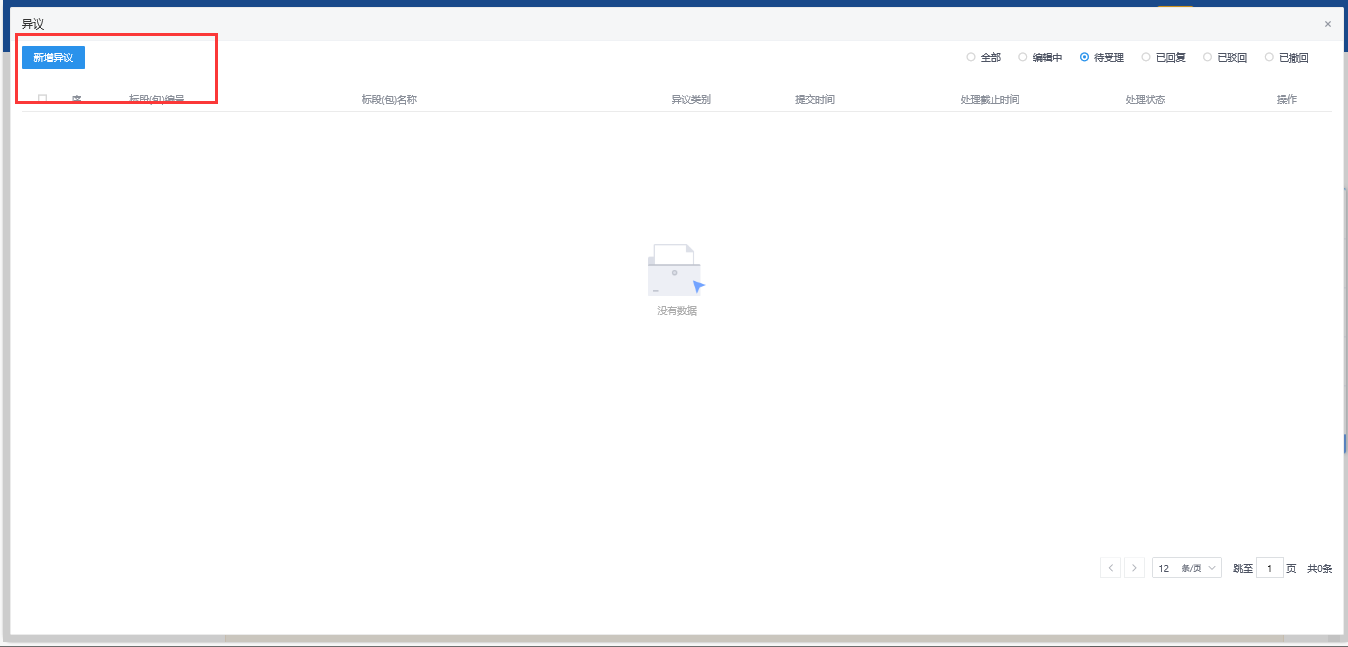 异议
×
新增异议
全部 编辑中 待受理 已回复 已驳回 已撤回
序 标段(包)编号 标段(包)名称 异议类别 提交时间 处理截止时间 处理状态 操作
没有数据
12 条/页 跳至 1 页 共0条